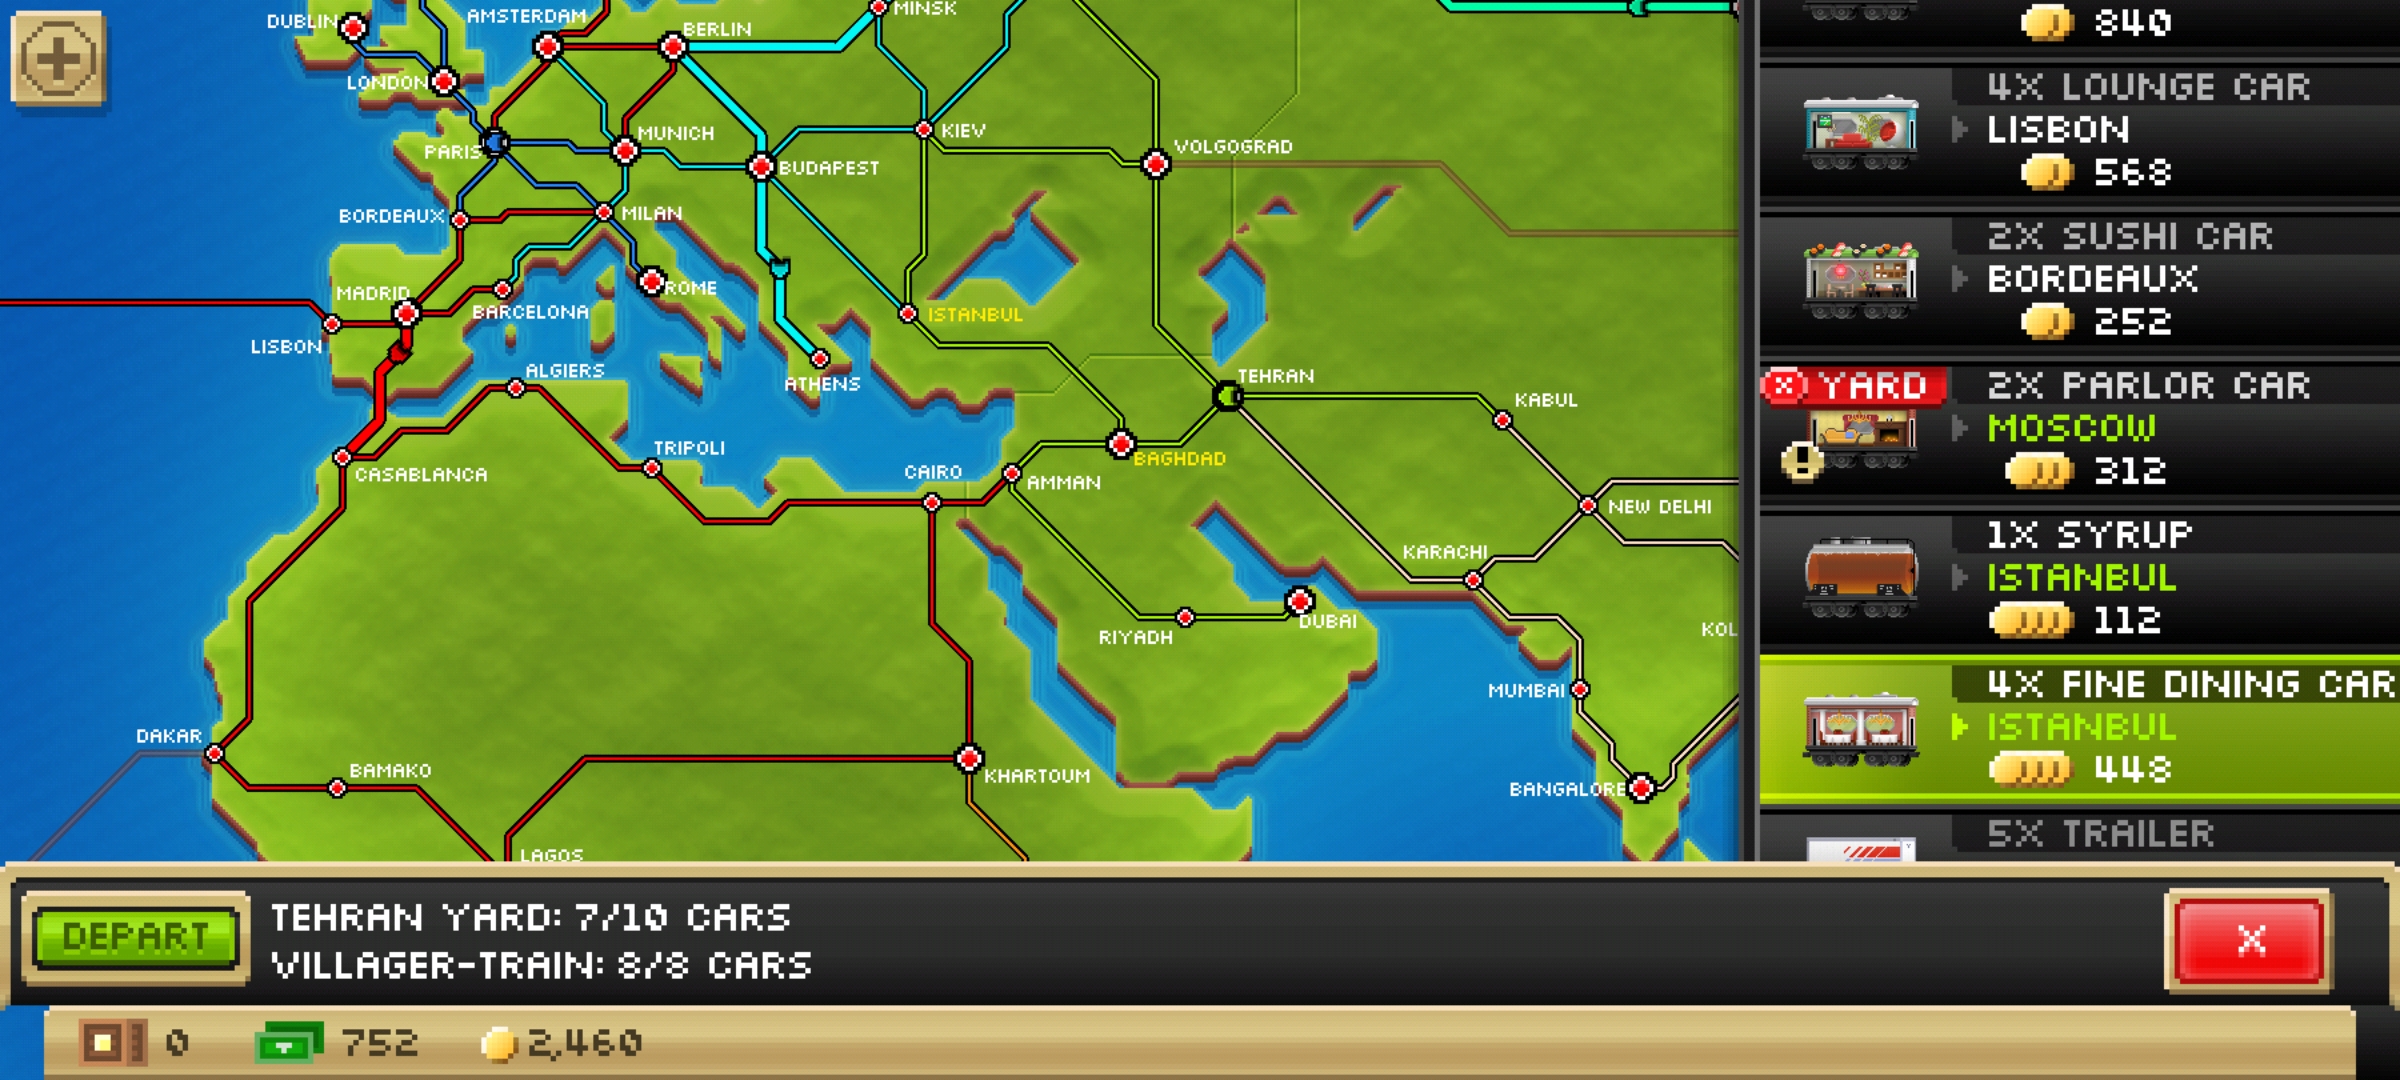 DUBLIN
AMSTERDAM
BERLIN
MINSK
LONDON
PARIS
MUNICH
BUDAPEST
KIEV
VOLGOGRAD
BORDEAUX
MILAN
MADRID
BARCELONA
ROME
LISBON
ISTANBUL
ATHENS
ALGIERS
TEHRAN
KABUL
CASABLANCA
TRIPOLI
CAIRO
AMMAN
BAGHDAD
NEW DELHI
KARACHI
RIYADH
DUBAI
KOL
MUMBAI
DAKAR
BAMAKO
KHARTOUM
BANGALORE
LAGOS
840
4X LOUNGE CAR
LISBON
568
2X SUSHI CAR
BORDEAUX
252
X YARD
2X PARLOR CAR
MOSCOW
312
1X SYRUP
ISTANBUL
112
4X FINE DINING CAR
ISTANBUL
448
5X TRAILER
DEPART
TEHRAN YARD: 7/10 CARS
VILLAGER-TRAIN: 8/8 CARS
X
0
752
2,460